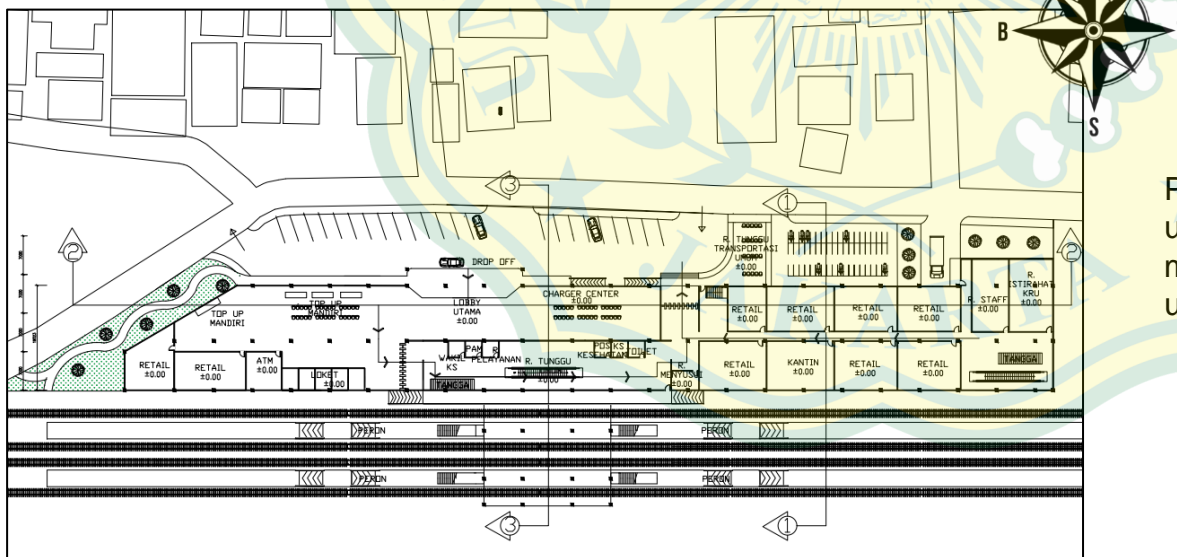 B
S
3
1
2
2
R. TUNGGU
TRANSPORTASI
UMUM
±0.00
DROP OFF
LOBBY
UTAMA
±0.00
CHARGER CENTER
±0.00
TOP UP
MANDIRI
TOP UP
MANDIRI
RETAIL
±0.00
RETAIL
±0.00
RETAIL
±0.00
RETAIL
±0.00
R. STAFF
R.
ISTIRAHAT
KRU
±0.00
RETAIL
±0.00
RETAIL
±0.00
ATM
±0.00
LOKET
±0.00
WAKIL
KS
PAM
R.
PELAYANAN
R. TUNGGU
±0.00
POS KS
KESEHATAN
TOILET
TANGGA
R.
MENYUSUI
±0.00
RETAIL
±0.00
KANTIN
±0.00
RETAIL
±0.00
RETAIL
±0.00
TANGGA
PERON
PERON
PERON
PERON
3
1